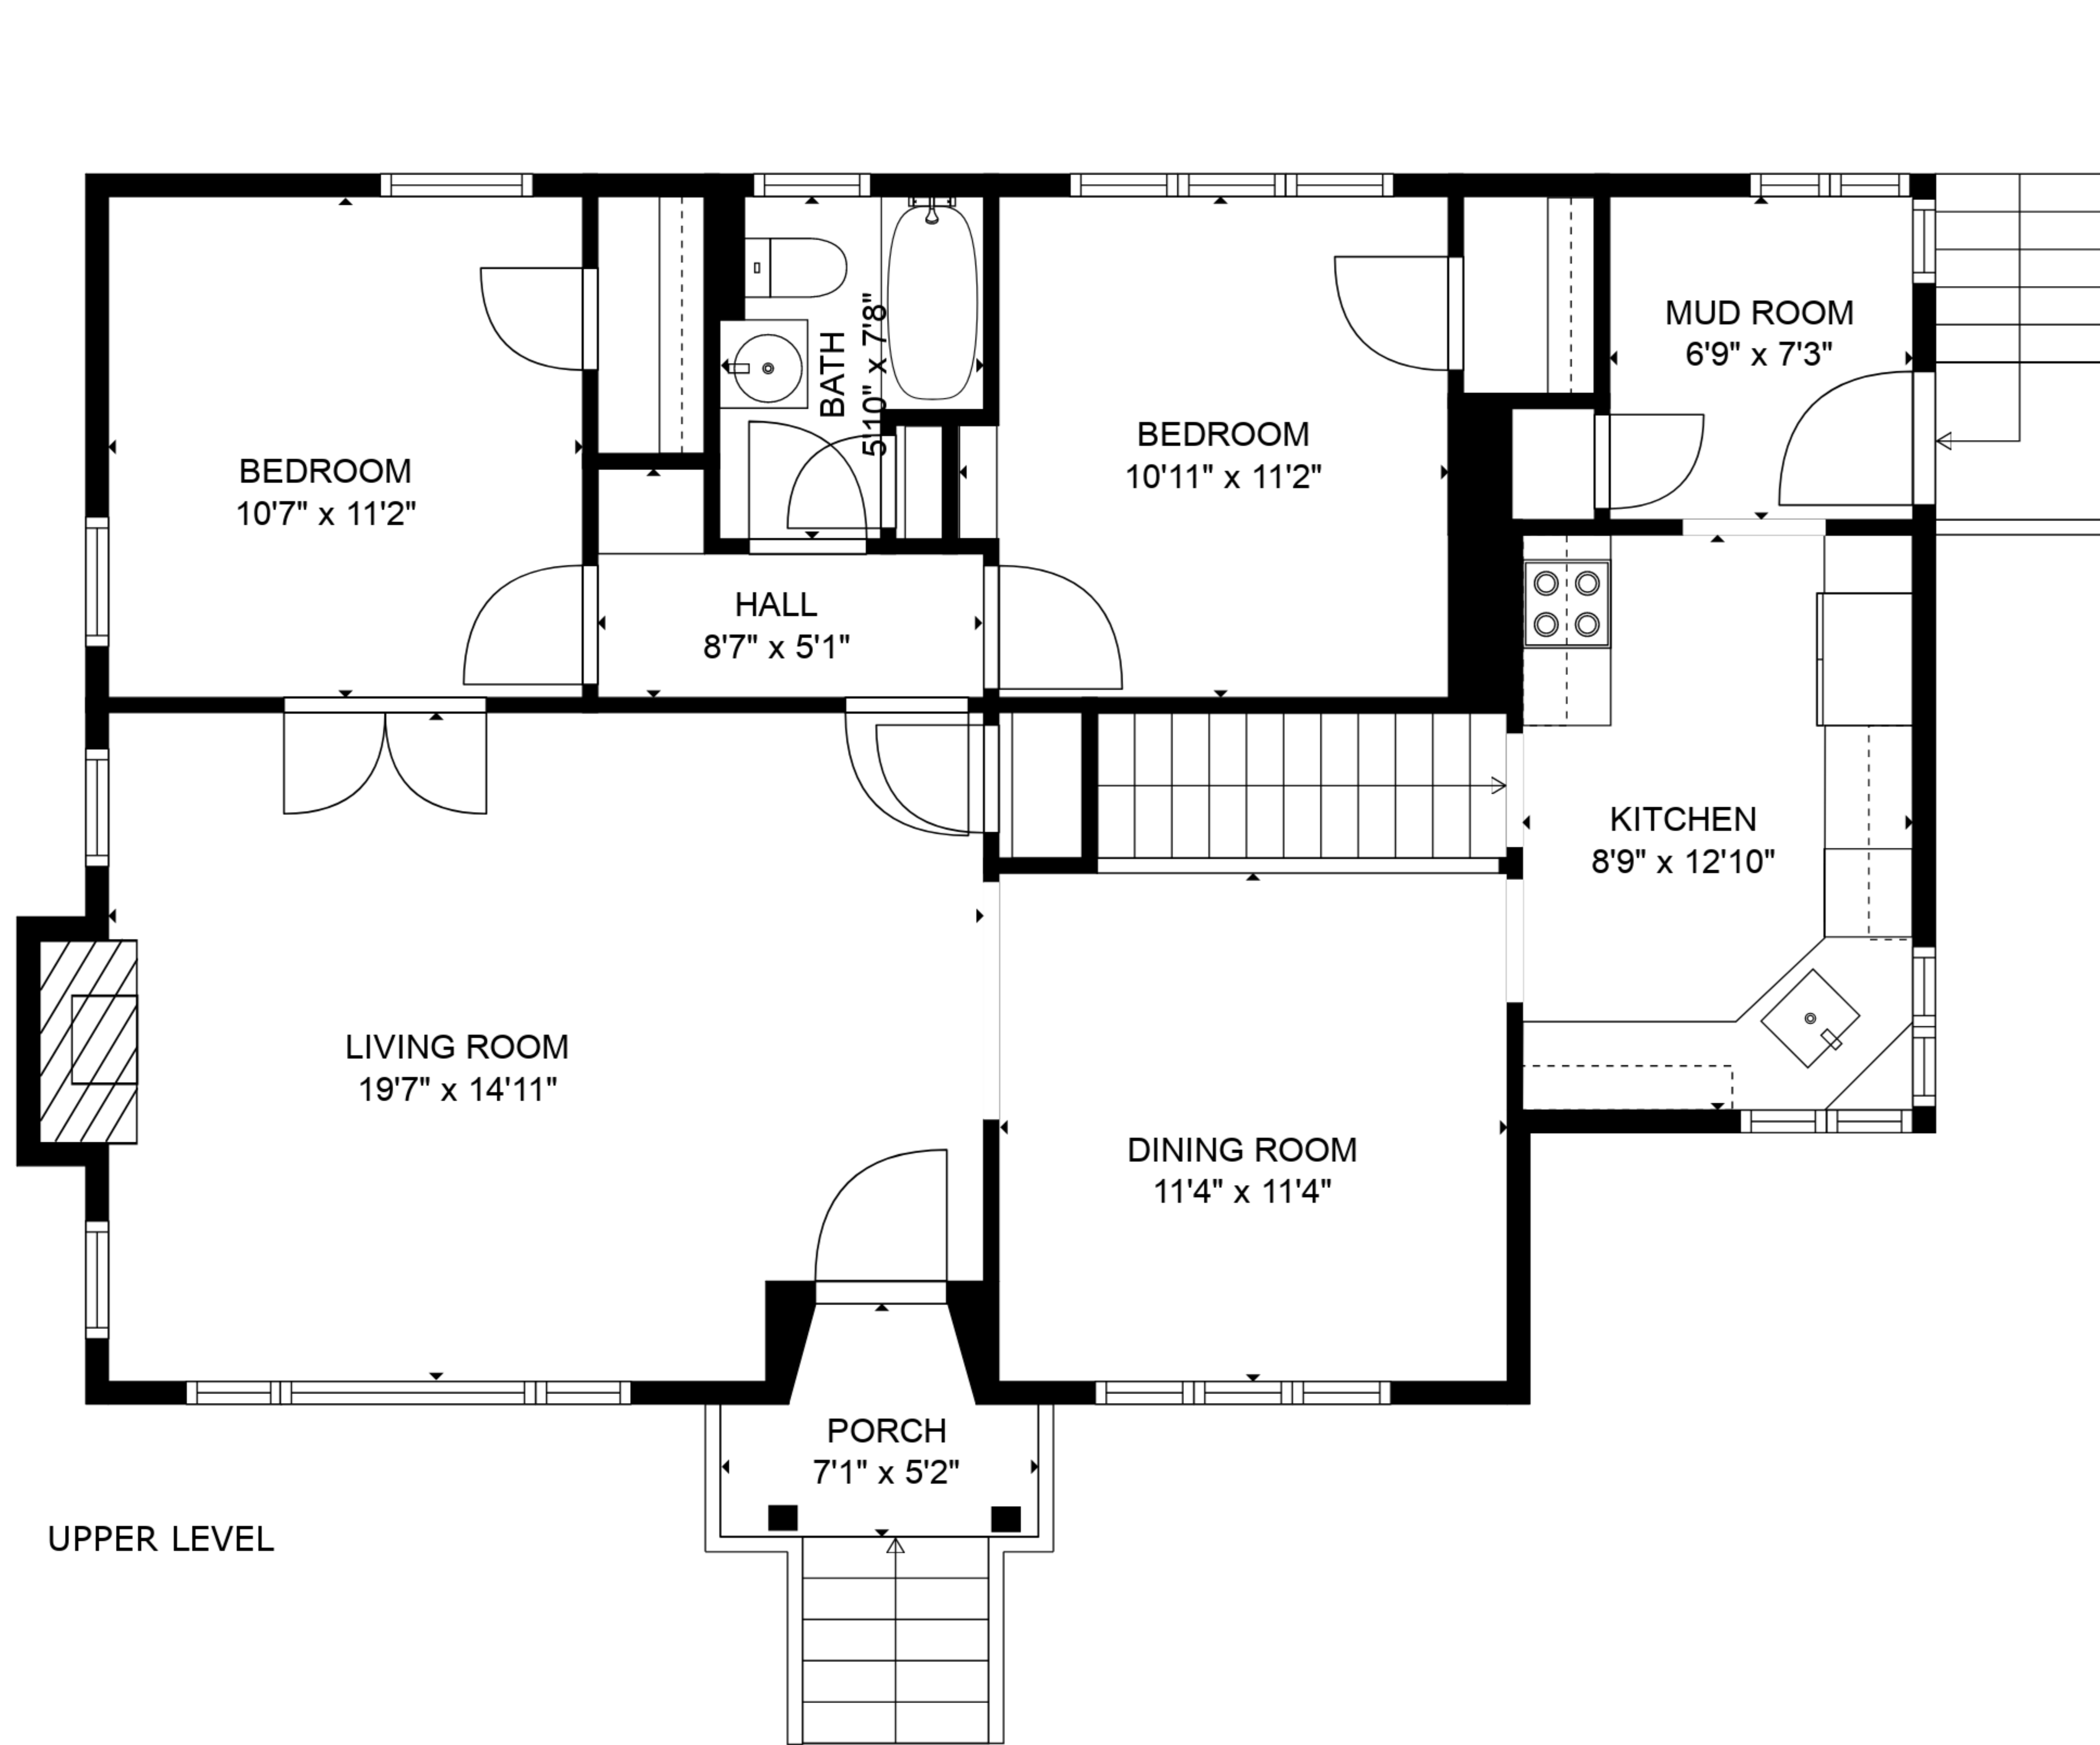 MUD ROOM
6'9" x 7'3"
BATH
5'10" x 7'8"
BEDROOM
10'11" x 11'2"
BEDROOM
10'7" x 11'2"
HALL
8'7" x 5'1"
KITCHEN
8'9" x 12'10"
LIVING ROOM
19'7" x 14'11"
DINING ROOM
11'4" x 11'4"
PORCH
7'1" x 5'2"
UPPER LEVEL